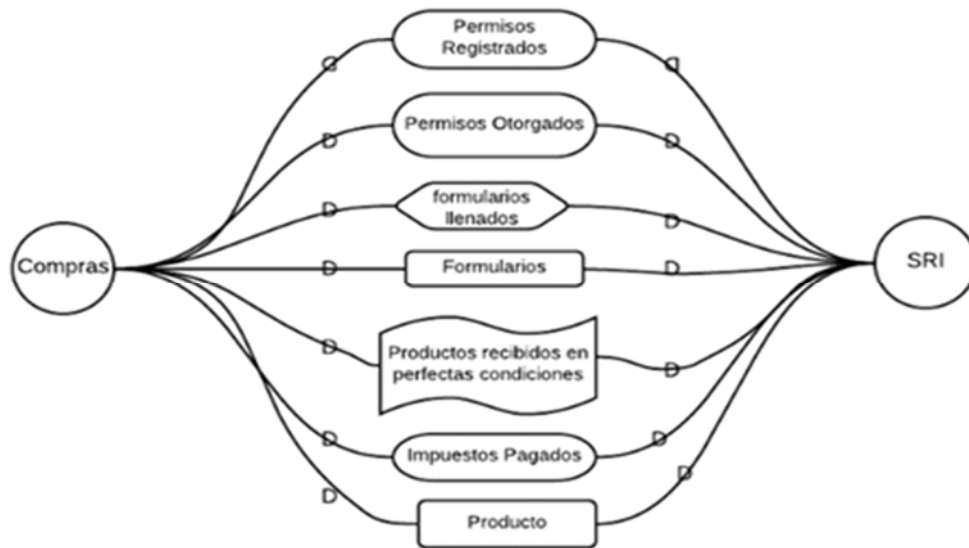 Permisos
Registrados
G
G
Permisos Otorgados
D
D
formularios
llenados
D
D
Compras
SRI
Formularios
D
D
Productos recibidos en
perfectas condiciones
D
D
Impuestos Pagados
D
D
Producto
D
D